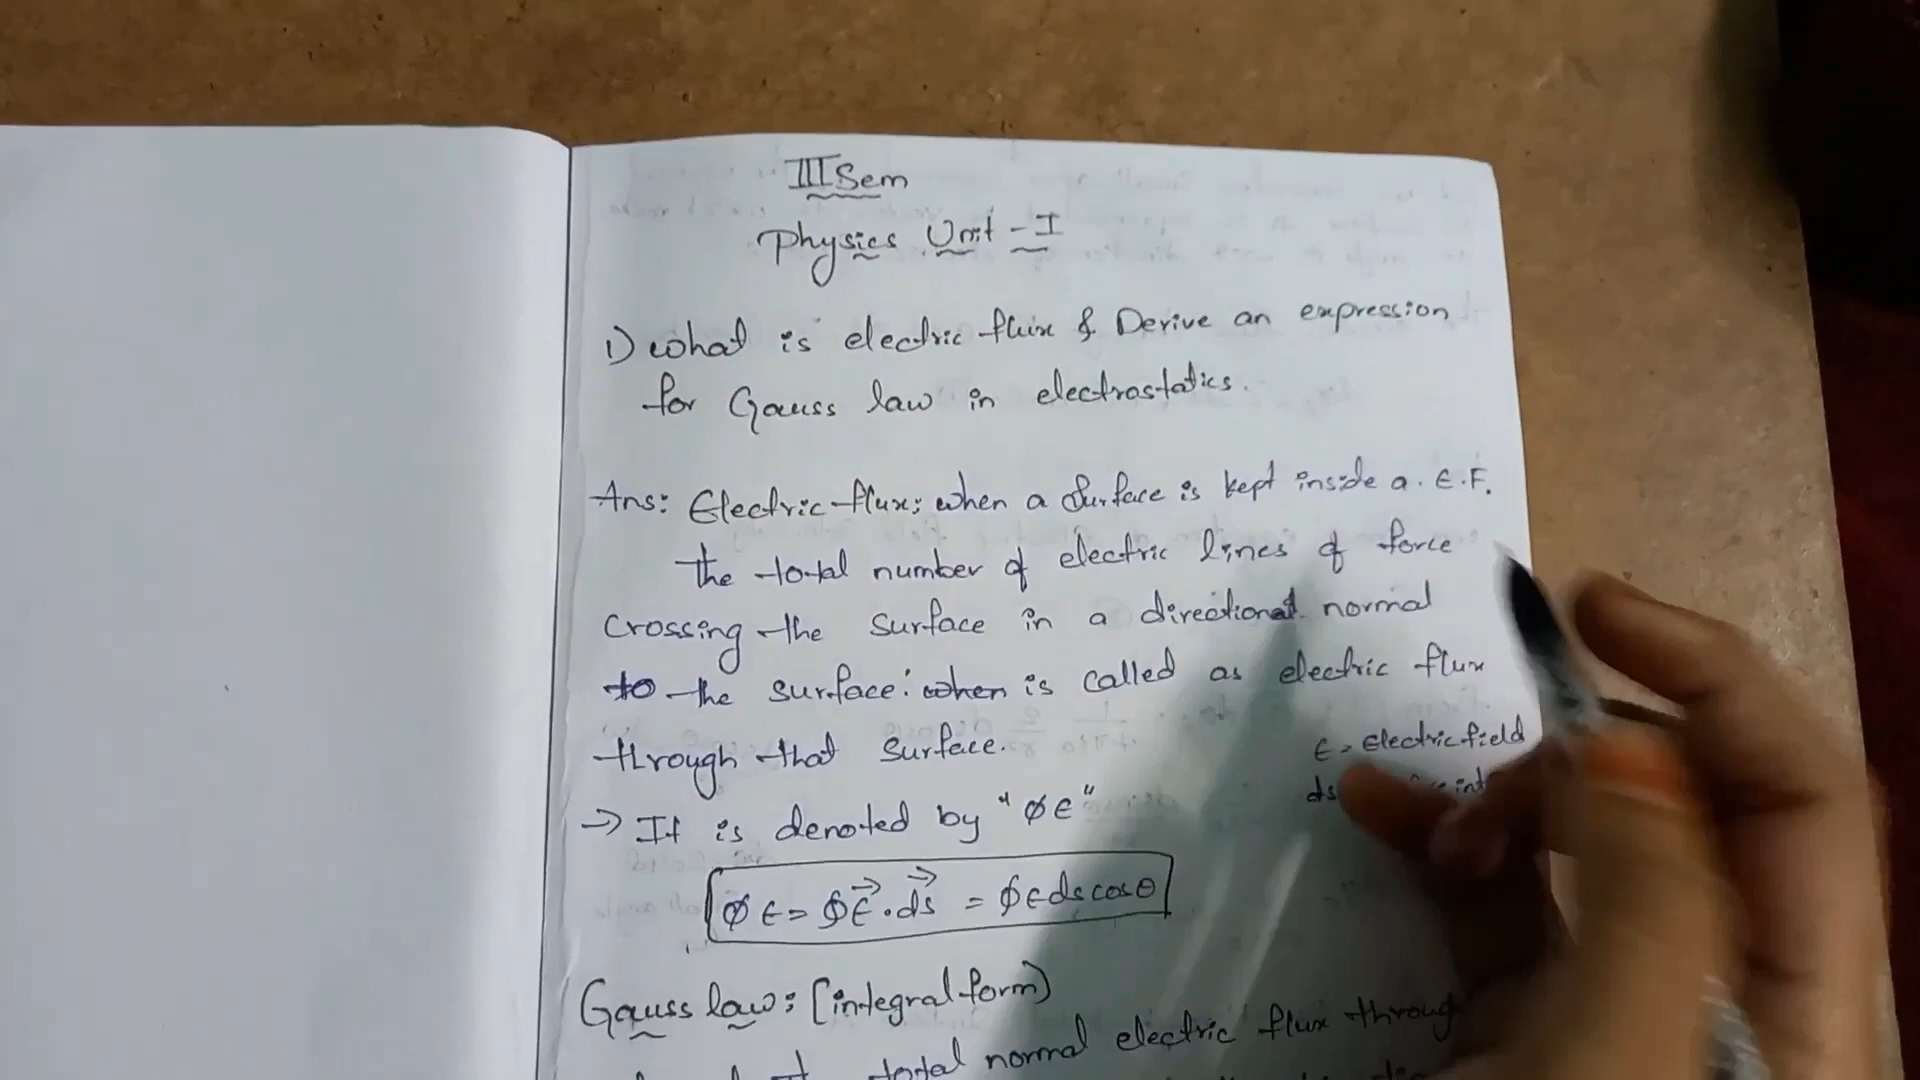 III Sem
Physics Unit - I
1) what is electric flux & Derive an expression
for Gauss law in electrostatics.
Ans: Electric flux: when a surface is kept inside a. E.F.
the total number of electric lines of force
crossing the surface in a directional normal
to the surface: when is called as electric flux
through that surface.
E = Electric field
ds
→ It is denoted by "ϕE"
ϕE = ∮E⃗.ds⃗ = ∮E ds cosθ
Gauss law: [integral form)
total normal electric flux through